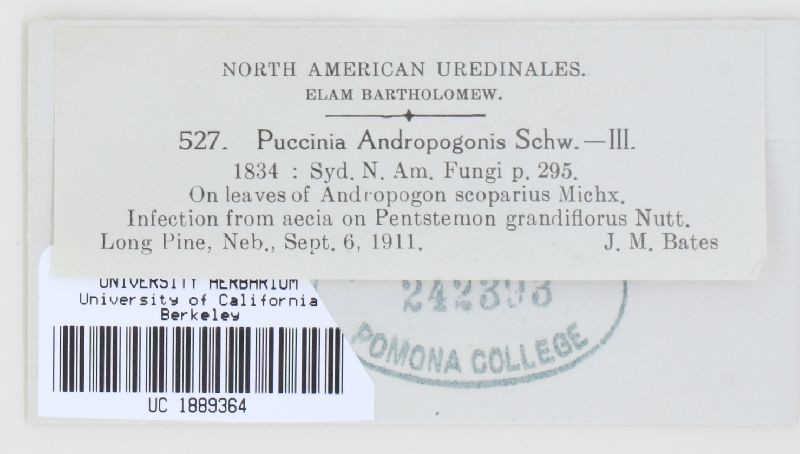 NORTH AMERICAN UREDINALES.
ELAM BARTHOLOMEW.
527. Puccinia Andropogonis Schw.—III.
1834 : Syd. N. Am. Fungi p. 295.
On leaves of Andropogon scoparius Michx.
Infection from aecia on Pentstemon grandiflorus Nutt.
Long Pine, Neb., Sept. 6, 1911. J. M. Bates
UNIVERSITY HERBARIUM
University of California
Berkeley
UC 1889364
242393
POMONA COLLEGE